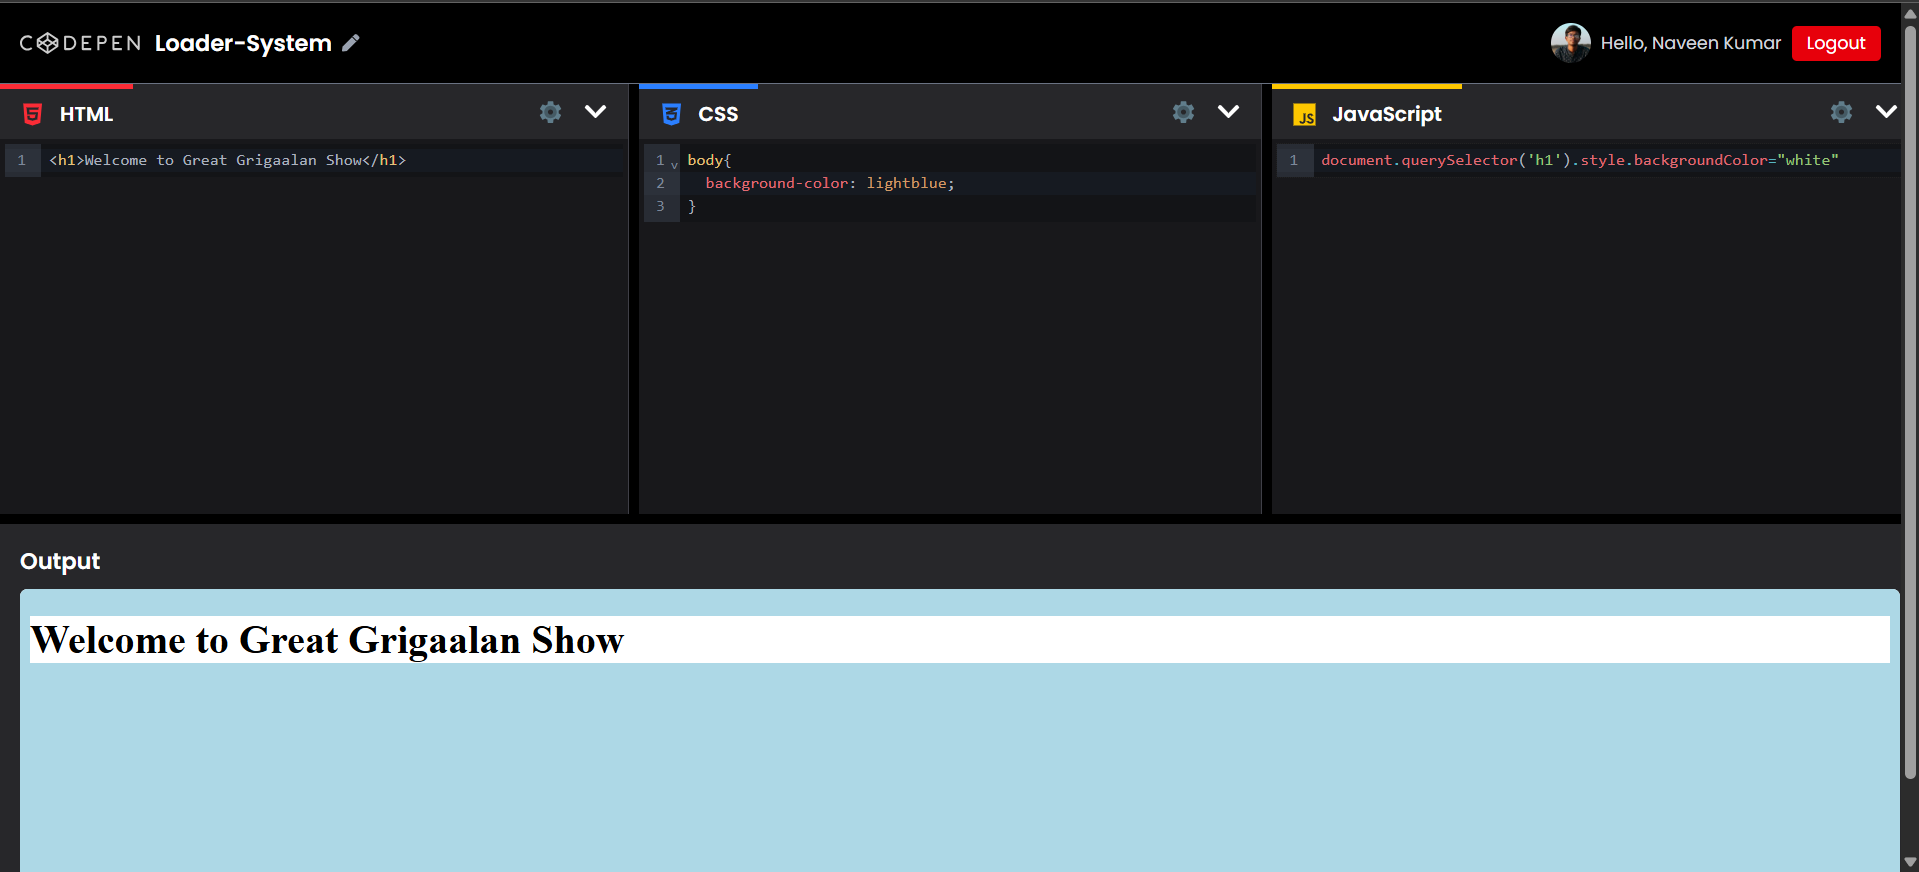 CODEPEN Loader-System Hello, Naveen Kumar Logout
HTML
1 <h1>Welcome to Great Grigaalan Show</h1>
CSS
1 body{
2 background-color: lightblue;
3 }
JS JavaScript
1 document.querySelector('h1').style.backgroundColor="white"
Output
Welcome to Great Grigaalan Show